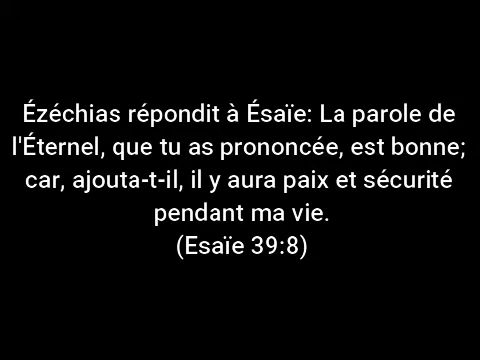 Ézéchias répondit à Ésaïe: La parole de
l'Éternel, que tu as prononcée, est bonne;
car, ajouta-t-il, il y aura paix et sécurité
pendant ma vie.
(Esaïe 39:8)